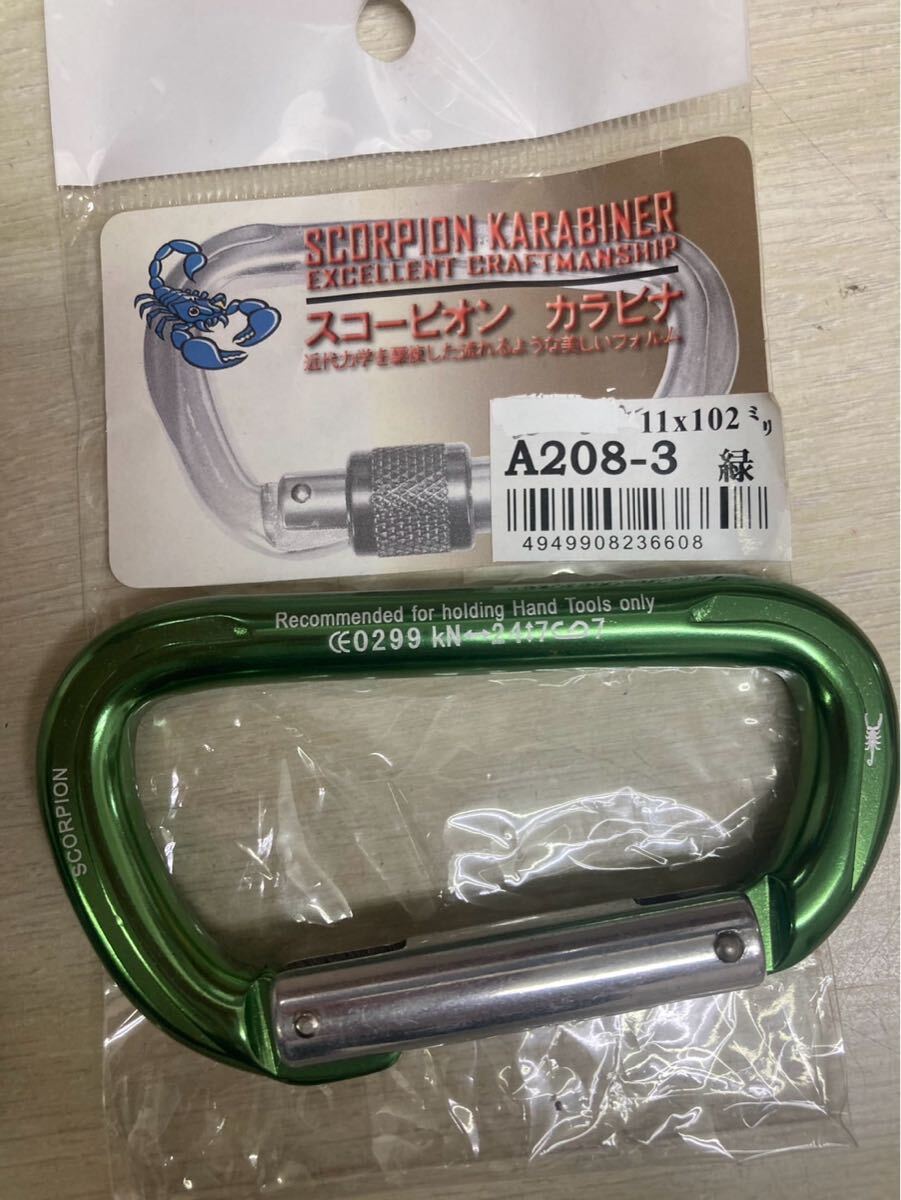 SCORPION KARABINER
EXCELLENT CRAFTMANSHIP
スコーピオン カラビナ
近代力学を駆使した流れるような美しいフォルム
11x102ミリ
A208-3 緑
4949908236608
Recommended for holding Hand Tools only
CE0299 kN↔24↕7⊂⊃7
SCORPION